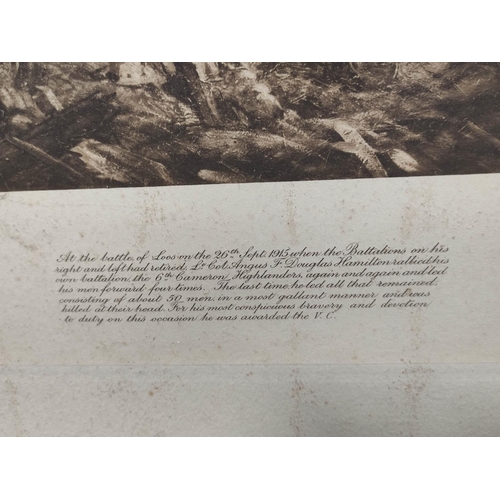 At the battle of Loos on the 26th Sept. 1915 when the Battalions on his
right and left had retired, Lt. Col. Angus F. Douglas Hamilton rallied his
own battalion, the 6th Cameron Highlanders, again and again and led
his men forward four times. The last time he led all that remained,
consisting of about 50 men, in a most gallant manner and was
killed at their head. For his most conspicuous bravery and devotion
to duty on this occasion he was awarded the V. C.